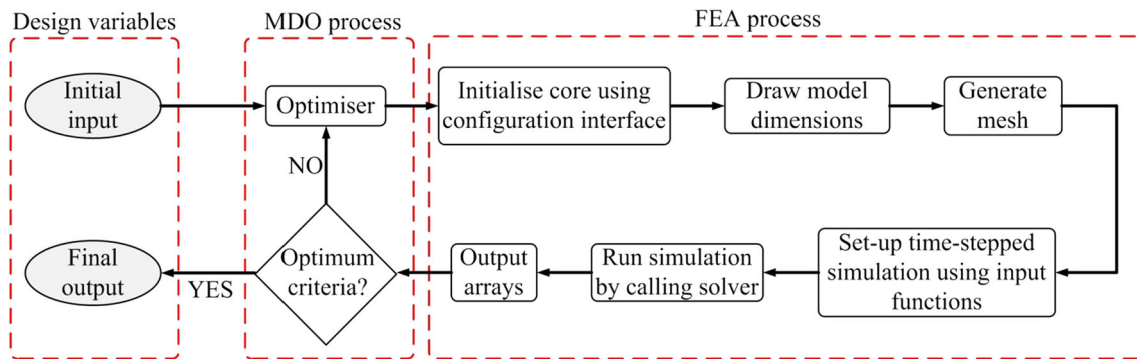 Design variables
MDO process
FEA process
Initial
input
Optimiser
Initialise core using
configuration interface
Draw model
dimensions
Generate
mesh
NO
Final
output
YES
Optimum
criteria?
Output
arrays
Run simulation
by calling solver
Set-up time-stepped
simulation using input
functions